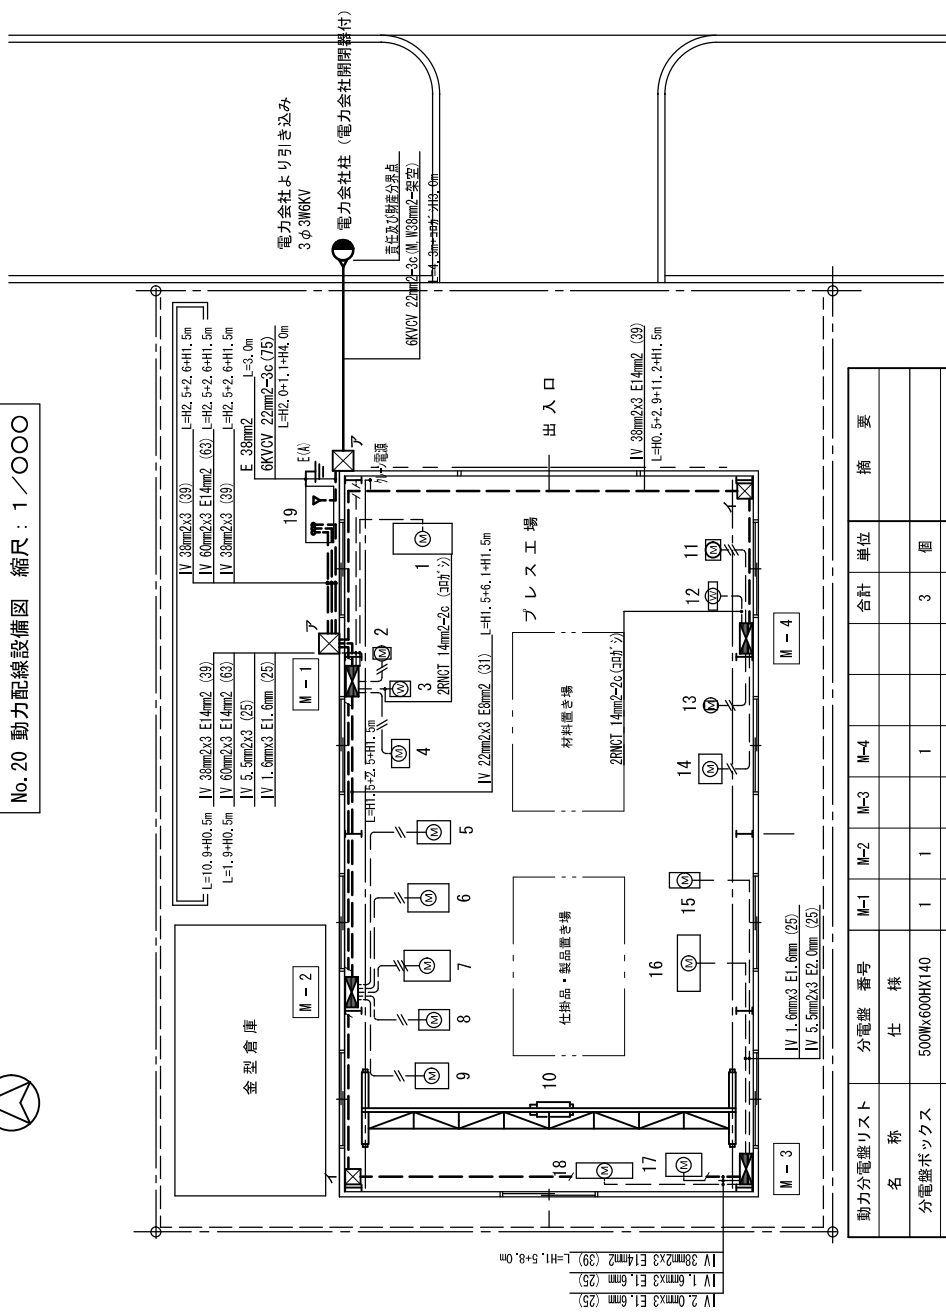 No.20 動力配線設備図 縮尺:1/〇〇〇
電力会社より引き込み
3φ3W6KV
電力会社柱(電力会社開閉器付)
責任及び財産分界点
6KVCV 22mm2-3c(M.W38mm2-架空)
IV 38mm2x3 (39) L=H2.5+2.6+H1.5m
IV 60mm2x3 E14mm2 (63) L=H2.5+2.6+H1.5m
IV 38mm2x3 (39) L=H2.5+2.6+H1.5m
E 38mm2 L=3.0m
6KVCV 22mm2-3c(75)
L=H2.0+1.1+H4.0m
E(A)
19
ア
ア
L=10.9+H0.5m IV 38mm2x3 E14mm2 (39)
L=1.9+H0.5m IV 60mm2x3 E14mm2 (63)
IV 5.5mm2x3 (25)
IV 1.6mmx3 E1.6mm (25)
M-1
M-2
金型倉庫
出入口
IV 38mm2x3 E14mm2 (39)
L=H0.5+2.9+11.2+H1.5m
プレス工場
M
1
M
2
W
3
2RNCT 14mm2-2c (コロガシ)
M
4
L=H1.5+2.5+H1.5m
IV 22mm2x3 E8mm2 (31) L=H1.5+6.1+H1.5m
M
5
M
6
M
7
M
8
M
9
10
材料置き場
仕掛品・製品置き場
2RNCT 14mm2-2c(コロガシ)
M
11
W
12
M
13
M
14
M
15
M
16
M
17
M
18
M-4
M-3
IV 1.6mmx3 E1.6mm (25)
IV 5.5mm2x3 E2.0mm (25)
IV 38mm2x3 E14mm2 (39) L=H1.5+8.0m
IV 1.6mmx3 E1.6mm (25)
IV 2.0mmx3 E1.6mm (25)
動力分電盤リスト 分電盤 番号 M-1 M-2 M-3 M-4 合計 単位 摘要
名称 仕様
分電盤ボックス 500Wx600HX140 1 1 1 3 個